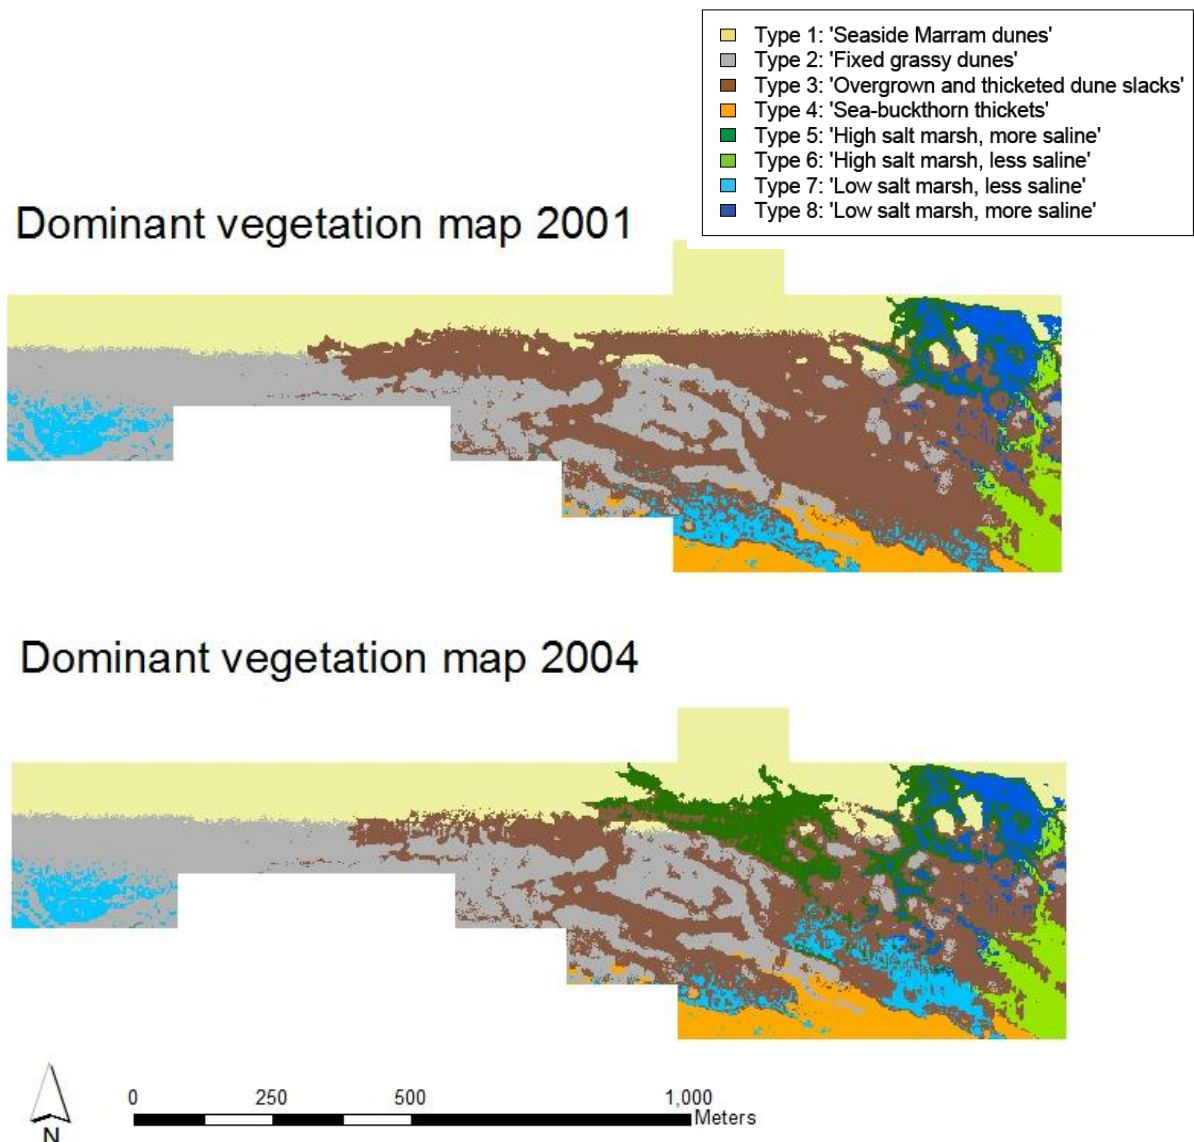 Type 1: 'Seaside Marram dunes'
Type 2: 'Fixed grassy dunes'
Type 3: 'Overgrown and thicketed dune slacks'
Type 4: 'Sea-buckthorn thickets'
Type 5: 'High salt marsh, more saline'
Type 6: 'High salt marsh, less saline'
Type 7: 'Low salt marsh, less saline'
Type 8: 'Low salt marsh, more saline'
Dominant vegetation map 2001
Dominant vegetation map 2004
0 250 500 1,000
Meters
N